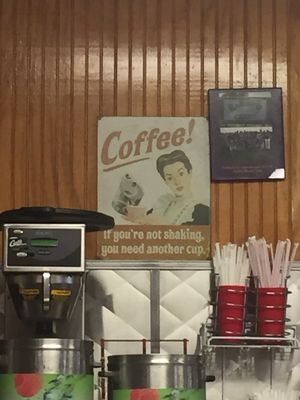 Coffee!
If you're not shaking,
you need another cup.